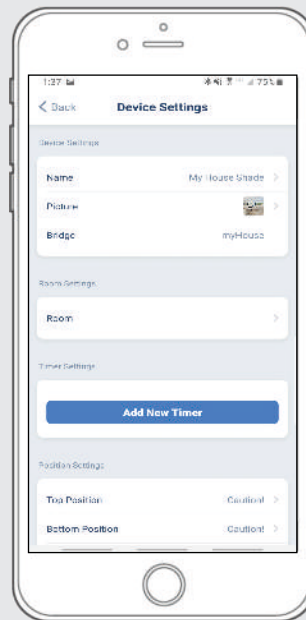 1:37 75%
Back Device Settings
Device Settings
Name My House Shade
Picture
Bridge myHouse
Room Settings
Room
Timer Settings
Add New Timer
Position Settings
Top Position Caution!
Bottom Position Caution!